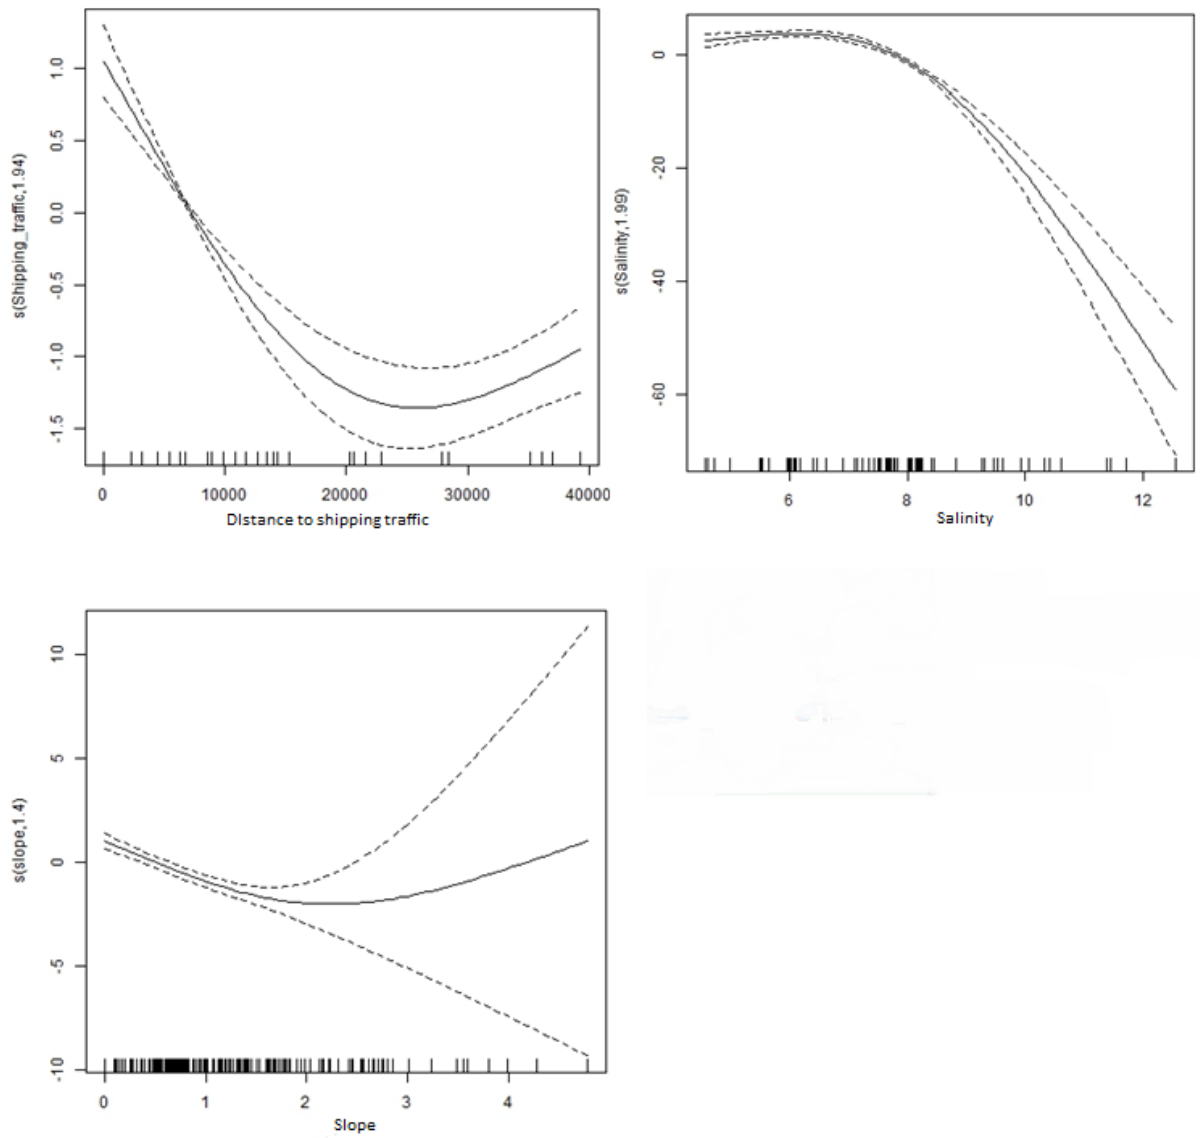 s(Shipping_traffic,1.94)
1.0
0.5
0.0
-0.5
-1.0
-1.5
0 10000 20000 30000 40000
DIstance to shipping traffic
s(Salinity,1.99)
0
-20
-40
-60
6 8 10 12
Salinity
s(slope,1.4)
10
5
0
-5
-10
0 1 2 3 4
Slope